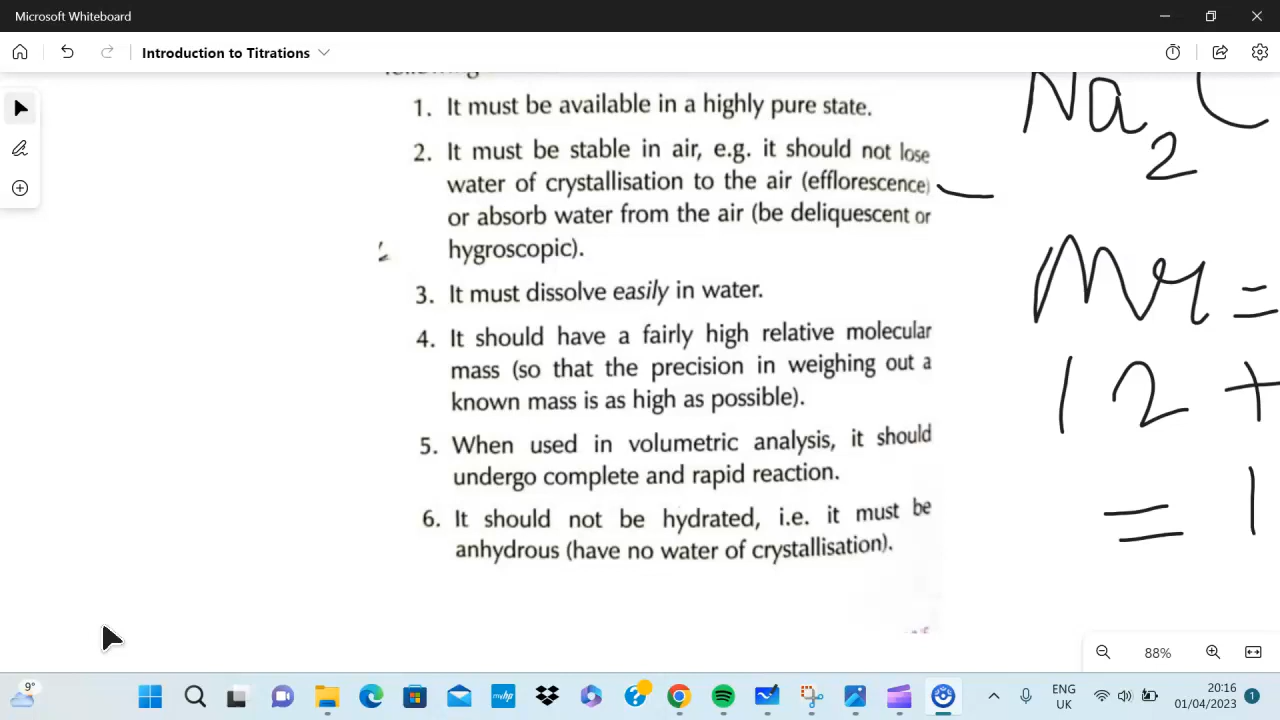 Microsoft Whiteboard
Introduction to Titrations
following
1. It must be available in a highly pure state.
2. It must be stable in air, e.g. it should not lose
water of crystallisation to the air (efflorescence)
or absorb water from the air (be deliquescent or
hygroscopic).
3. It must dissolve easily in water.
4. It should have a fairly high relative molecular
mass (so that the precision in weighing out a
known mass is as high as possible).
5. When used in volumetric analysis, it should
undergo complete and rapid reaction.
6. It should not be hydrated, i.e. it must be
anhydrous (have no water of crystallisation).
Na2C
Mr =
12 +
= 1
88%
9°
myhp
ENG
UK
20:16
01/04/2023
1